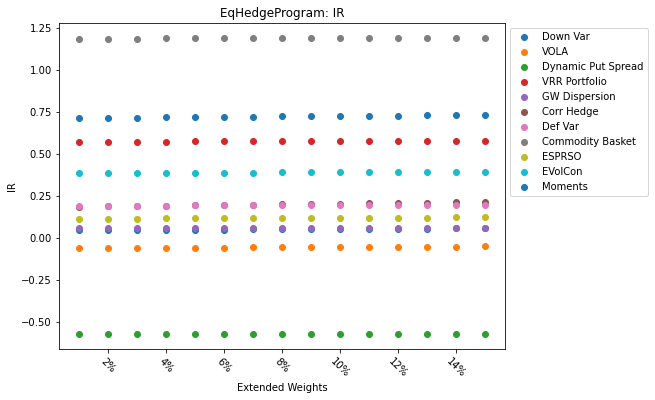 EqHedgeProgram: IR
1.25
1.00
0.75
0.50
0.25
0.00
−0.25
−0.50
IR
2%
4%
6%
8%
10%
12%
14%
Extended Weights
Down Var
VOLA
Dynamic Put Spread
VRR Portfolio
GW Dispersion
Corr Hedge
Def Var
Commodity Basket
ESPRSO
EVolCon
Moments